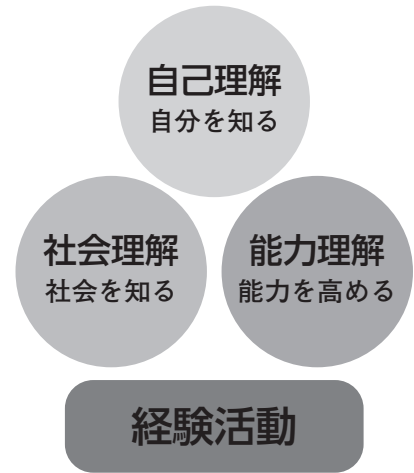 自己理解
自分を知る
社会理解
社会を知る
能力理解
能力を高める
経験活動